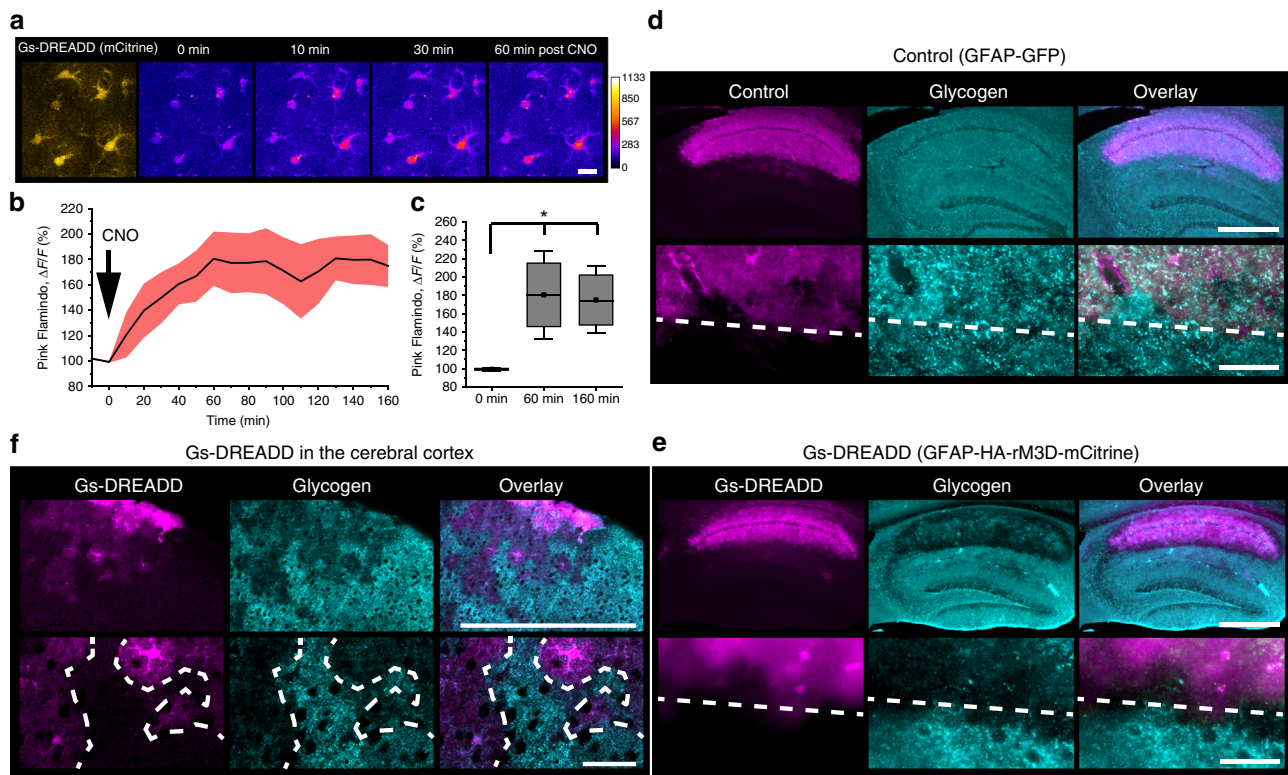 a
Gs-DREADD (mCitrine) 0 min 10 min 30 min 60 min post CNO
1133
850
567
283
0
b
Pink Flamindo, ΔF/F (%)
220
200
180
160
140
120
100
80
CNO
0 20 40 60 80 100 120 140 160
Time (min)
c
Pink Flamindo, ΔF/F (%)
260
240
220
200
180
160
140
120
100
80
*
0 min 60 min 160 min
d
Control (GFAP-GFP)
Control Glycogen Overlay
f
Gs-DREADD in the cerebral cortex
Gs-DREADD Glycogen Overlay
e
Gs-DREADD (GFAP-HA-rM3D-mCitrine)
Gs-DREADD Glycogen Overlay